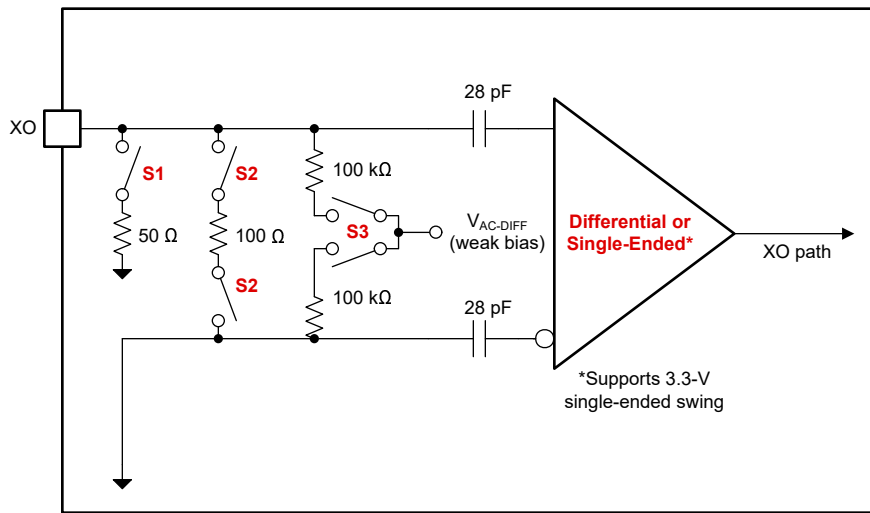 28 pF
XO
S1
S2
100 kΩ
50 Ω
100 Ω
S3
V_AC-DIFF
(weak bias)
Differential or
Single-Ended*
XO path
S2
100 kΩ
28 pF
*Supports 3.3-V
single-ended swing